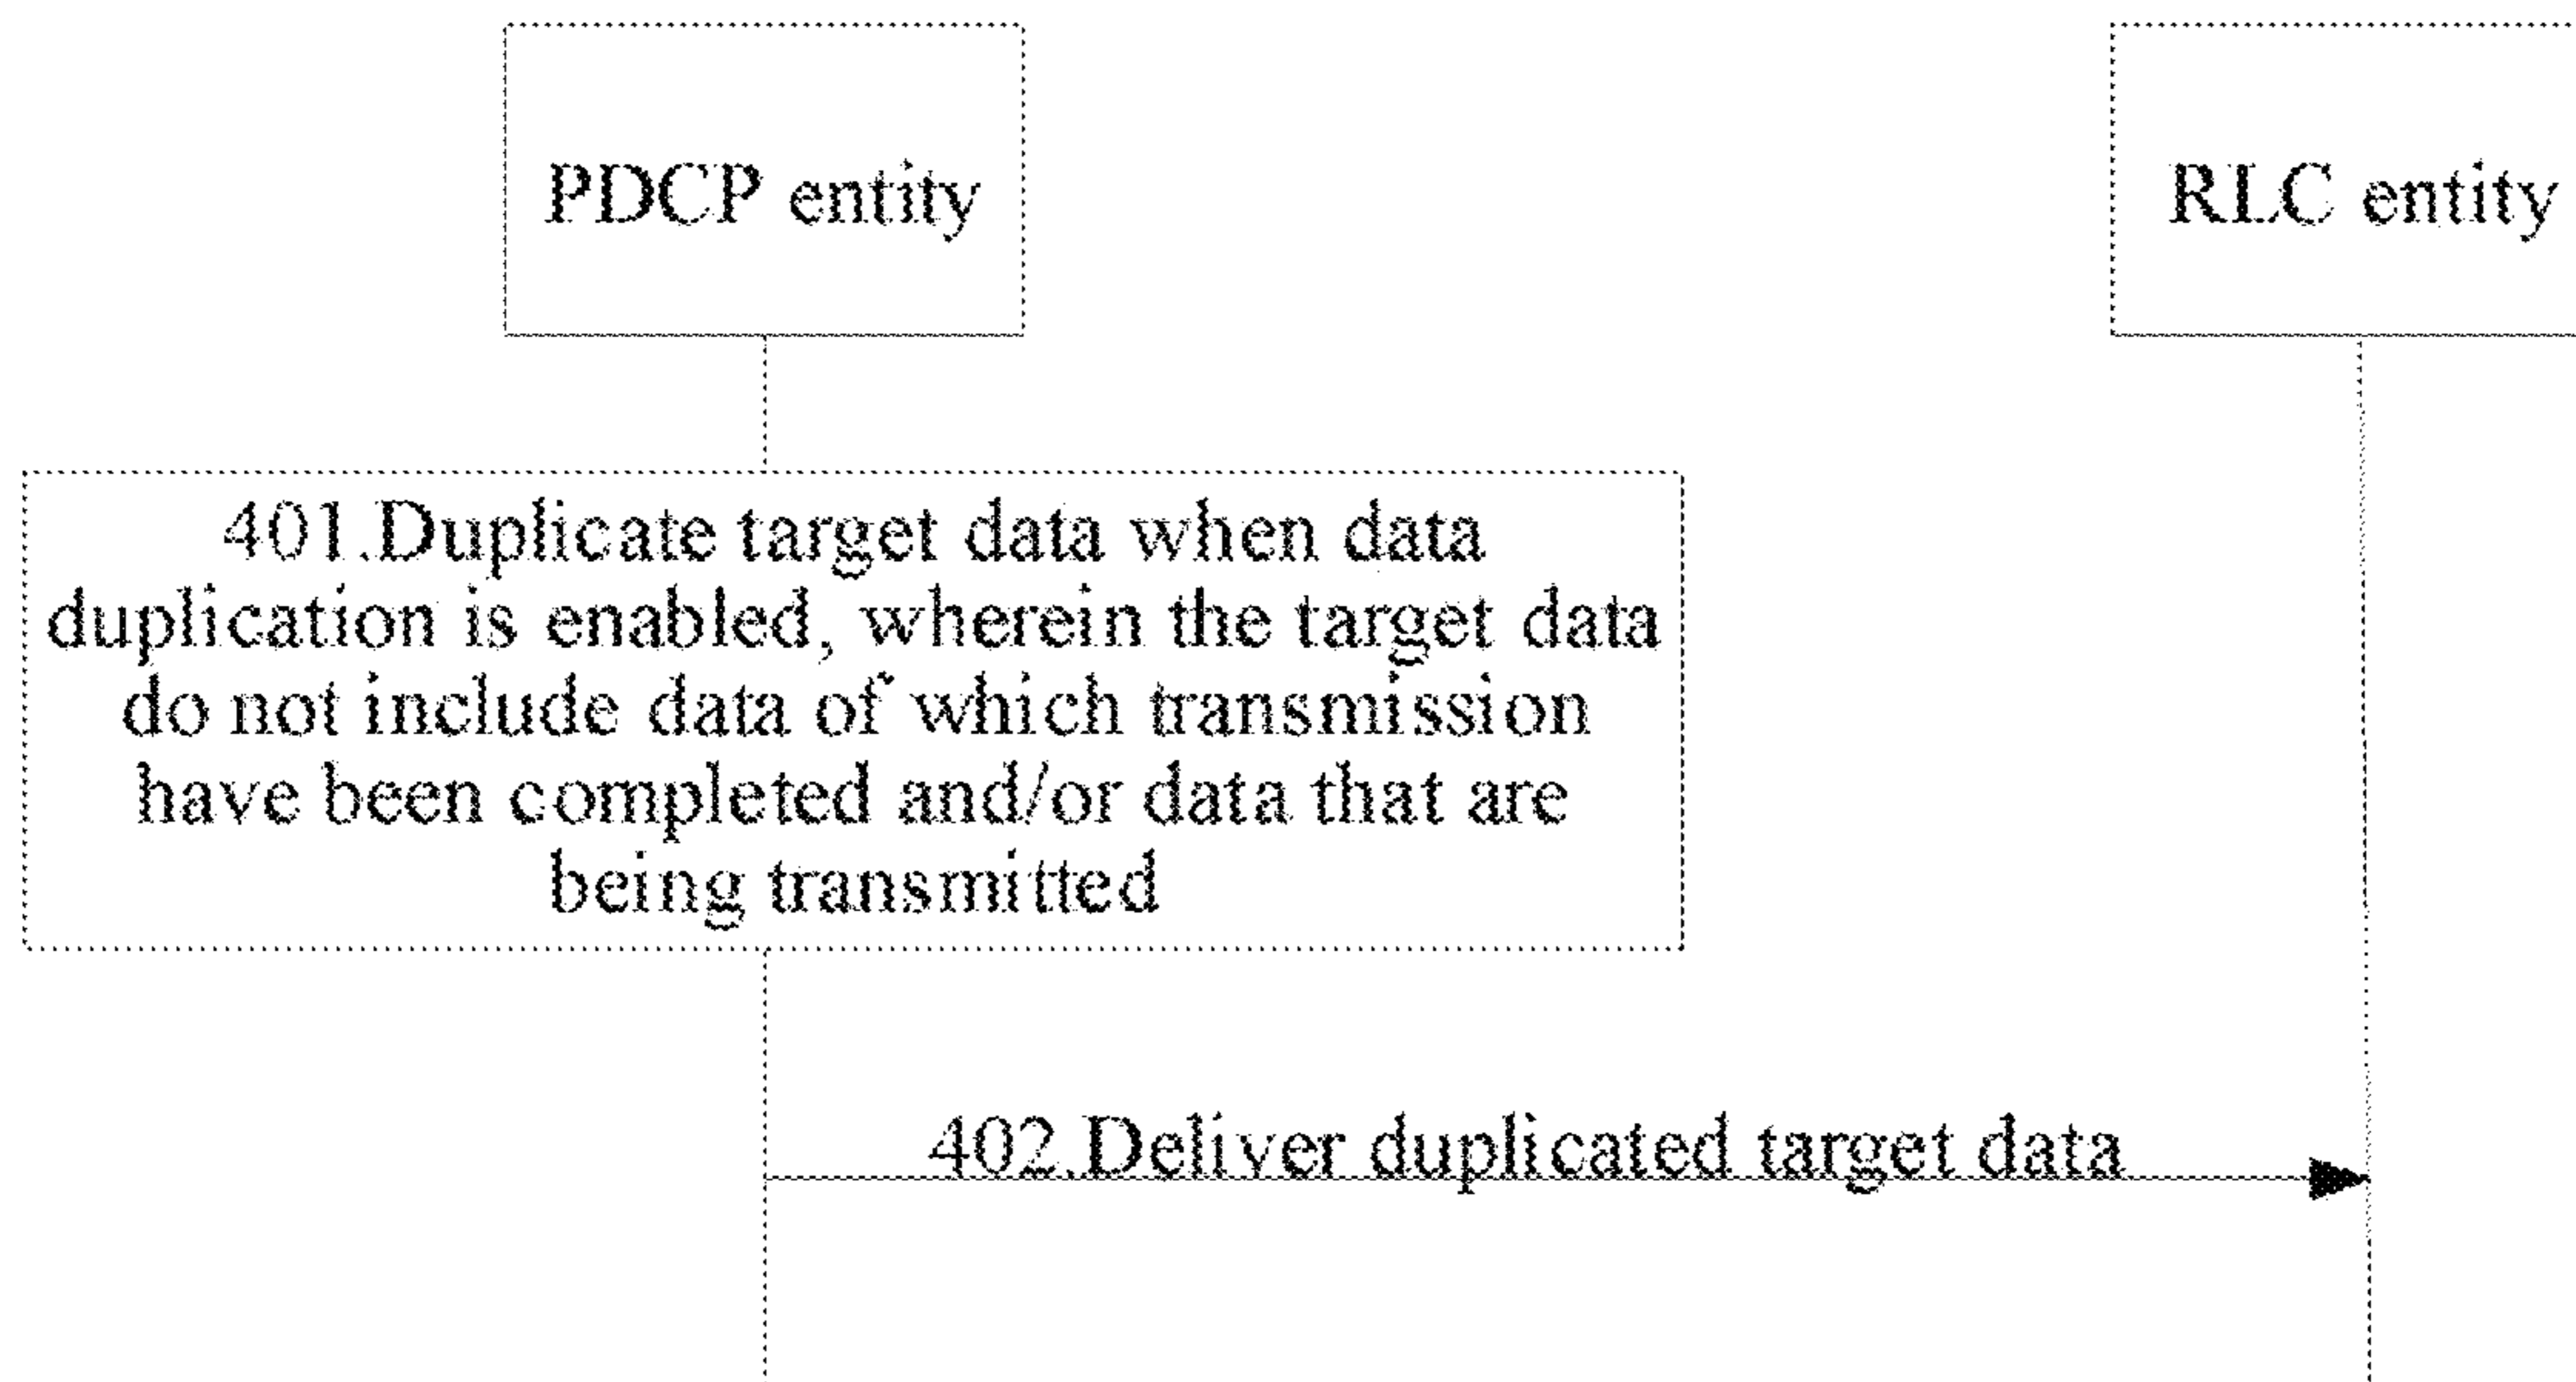 PDCP entity
RLC entity
401.Duplicate target data when data
duplication is enabled, wherein the target data
do not include data of which transmission
have been completed and/or data that are
being transmitted
402.Deliver duplicated target data